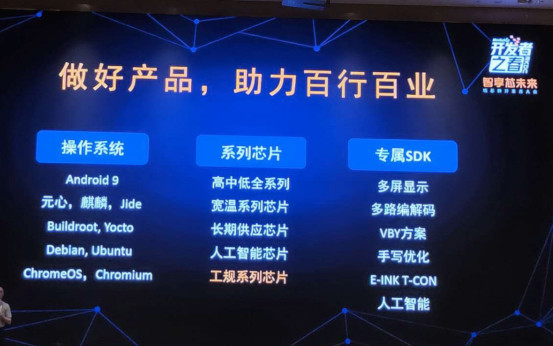 开发者
之春
智享芯未来
做好产品，助力百行百业
操作系统
Android 9
元心，麒麟，Jide
Buildroot, Yocto
Debian, Ubuntu
ChromeOS，Chromium
系列芯片
高中低全系列
宽温系列芯片
长期供应芯片
人工智能芯片
工规系列芯片
专属SDK
多屏显示
多路编解码
VBY方案
手写优化
E-INK T-CON
人工智能